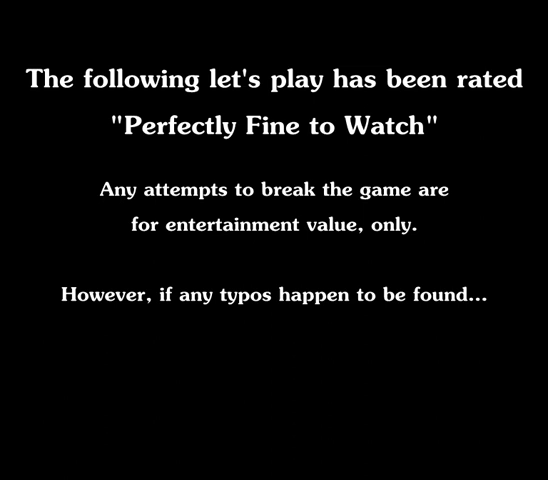 The following let's play has been rated
"Perfectly Fine to Watch"
Any attempts to break the game are
for entertainment value, only.
However, if any typos happen to be found...